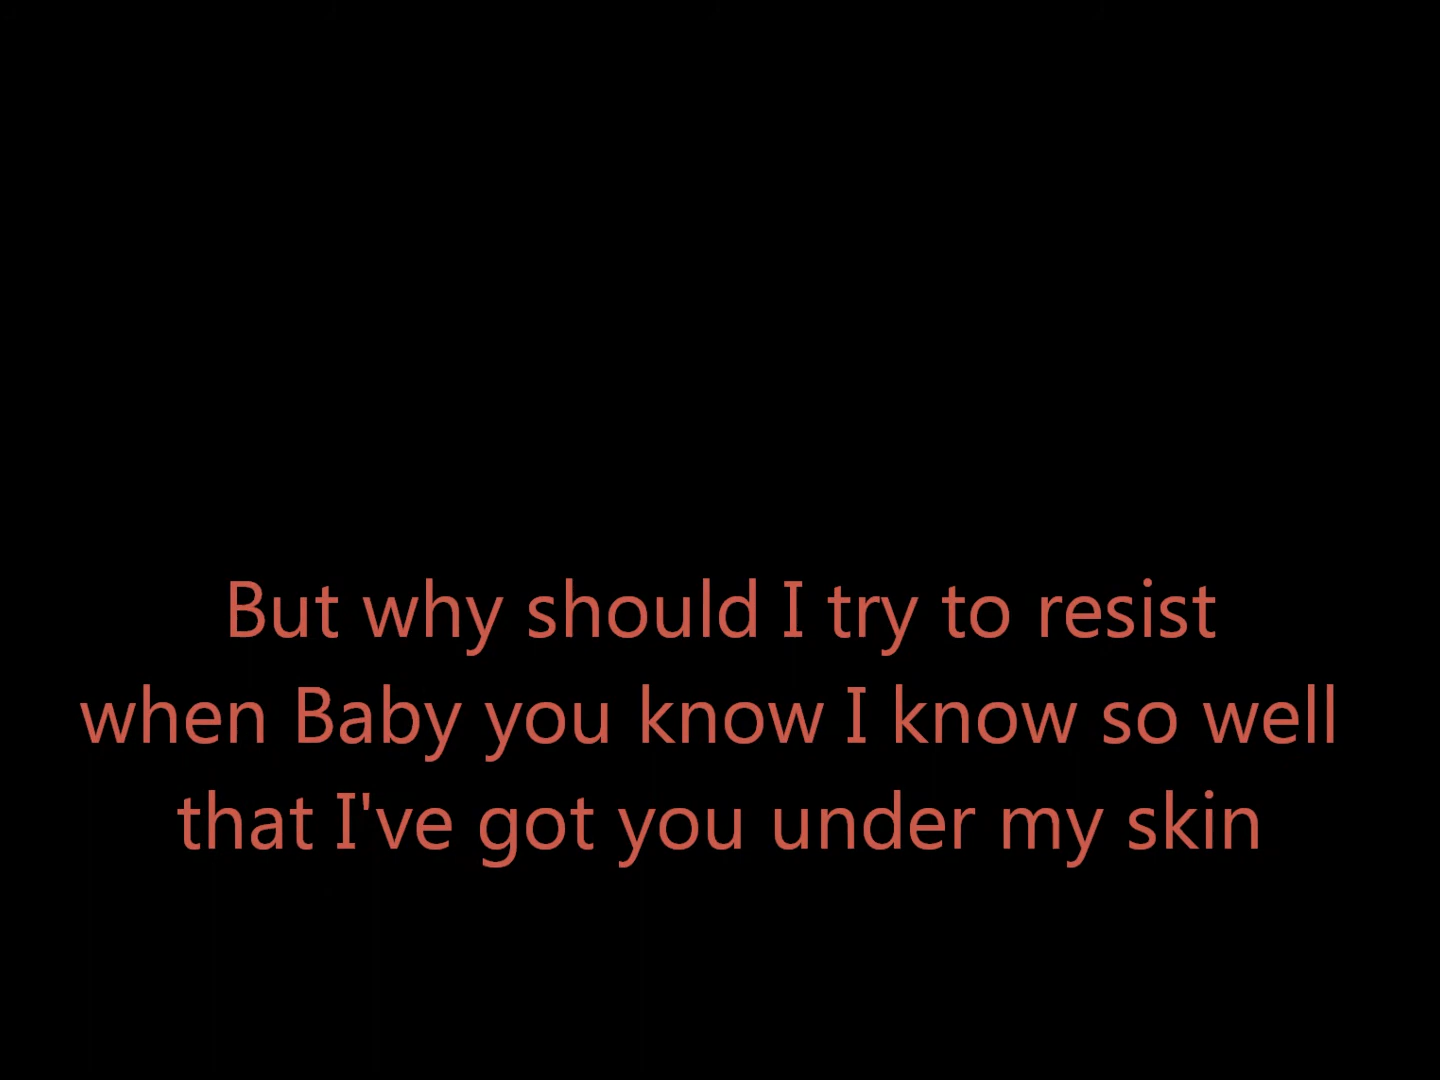 But why should I try to resist
when Baby you know I know so well
that I've got you under my skin